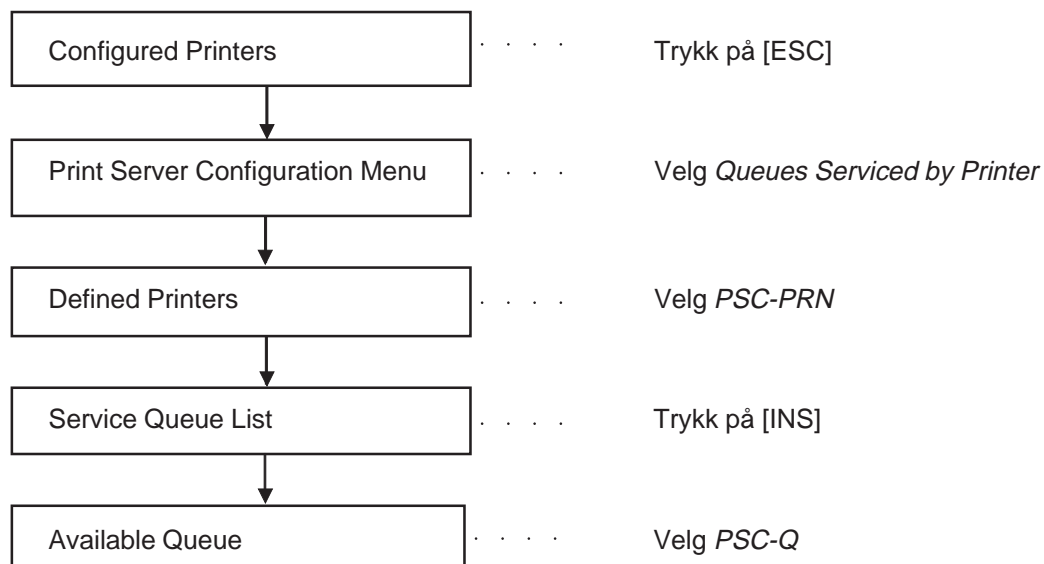 Configured Printers . . . . Trykk på [ESC]
Print Server Configuration Menu . . . . Velg Queues Serviced by Printer
Defined Printers . . . . Velg PSC-PRN
Service Queue List . . . . Trykk på [INS]
Available Queue . . . . Velg PSC-Q